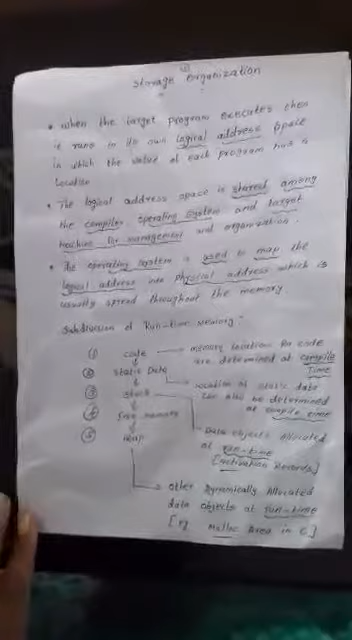 Storage Organization
• When the target program executes then
it runs in its own logical address space
in which the value of each program has a
location
• The logical address space is shared among
the compiler, operating system and target
machine for management and organization.
• The operating system is used to map the
logical address into physical address which is
usually spread throughout the memory
Subdivision of Run-time Memory:-
① code → memory locations for code
are determined at compile
time
② Static Data → location of static data
can also be determined
at compile time
③ stack → Data objects allocated
at run-time
[Activation Records]
④ free memory
⑤ Heap → other Dynamically Allocated
data objects at run-time
[eg Malloc Area in C]